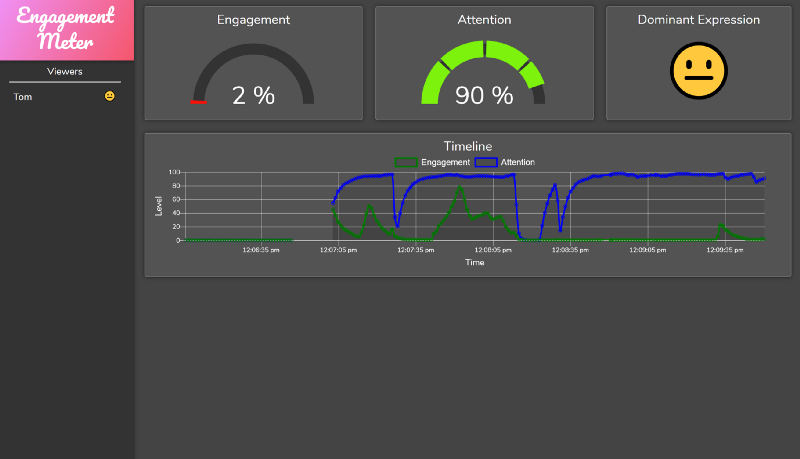 Engagement
Meter
Viewers
Tom
Engagement
2 %
Attention
90 %
Dominant Expression
Timeline
Engagement
Attention
Level
100
80
60
40
20
0
12:06:35 pm
12:07:05 pm
12:07:35 pm
12:08:05 pm
12:08:35 pm
12:09:05 pm
12:09:35 pm
Time